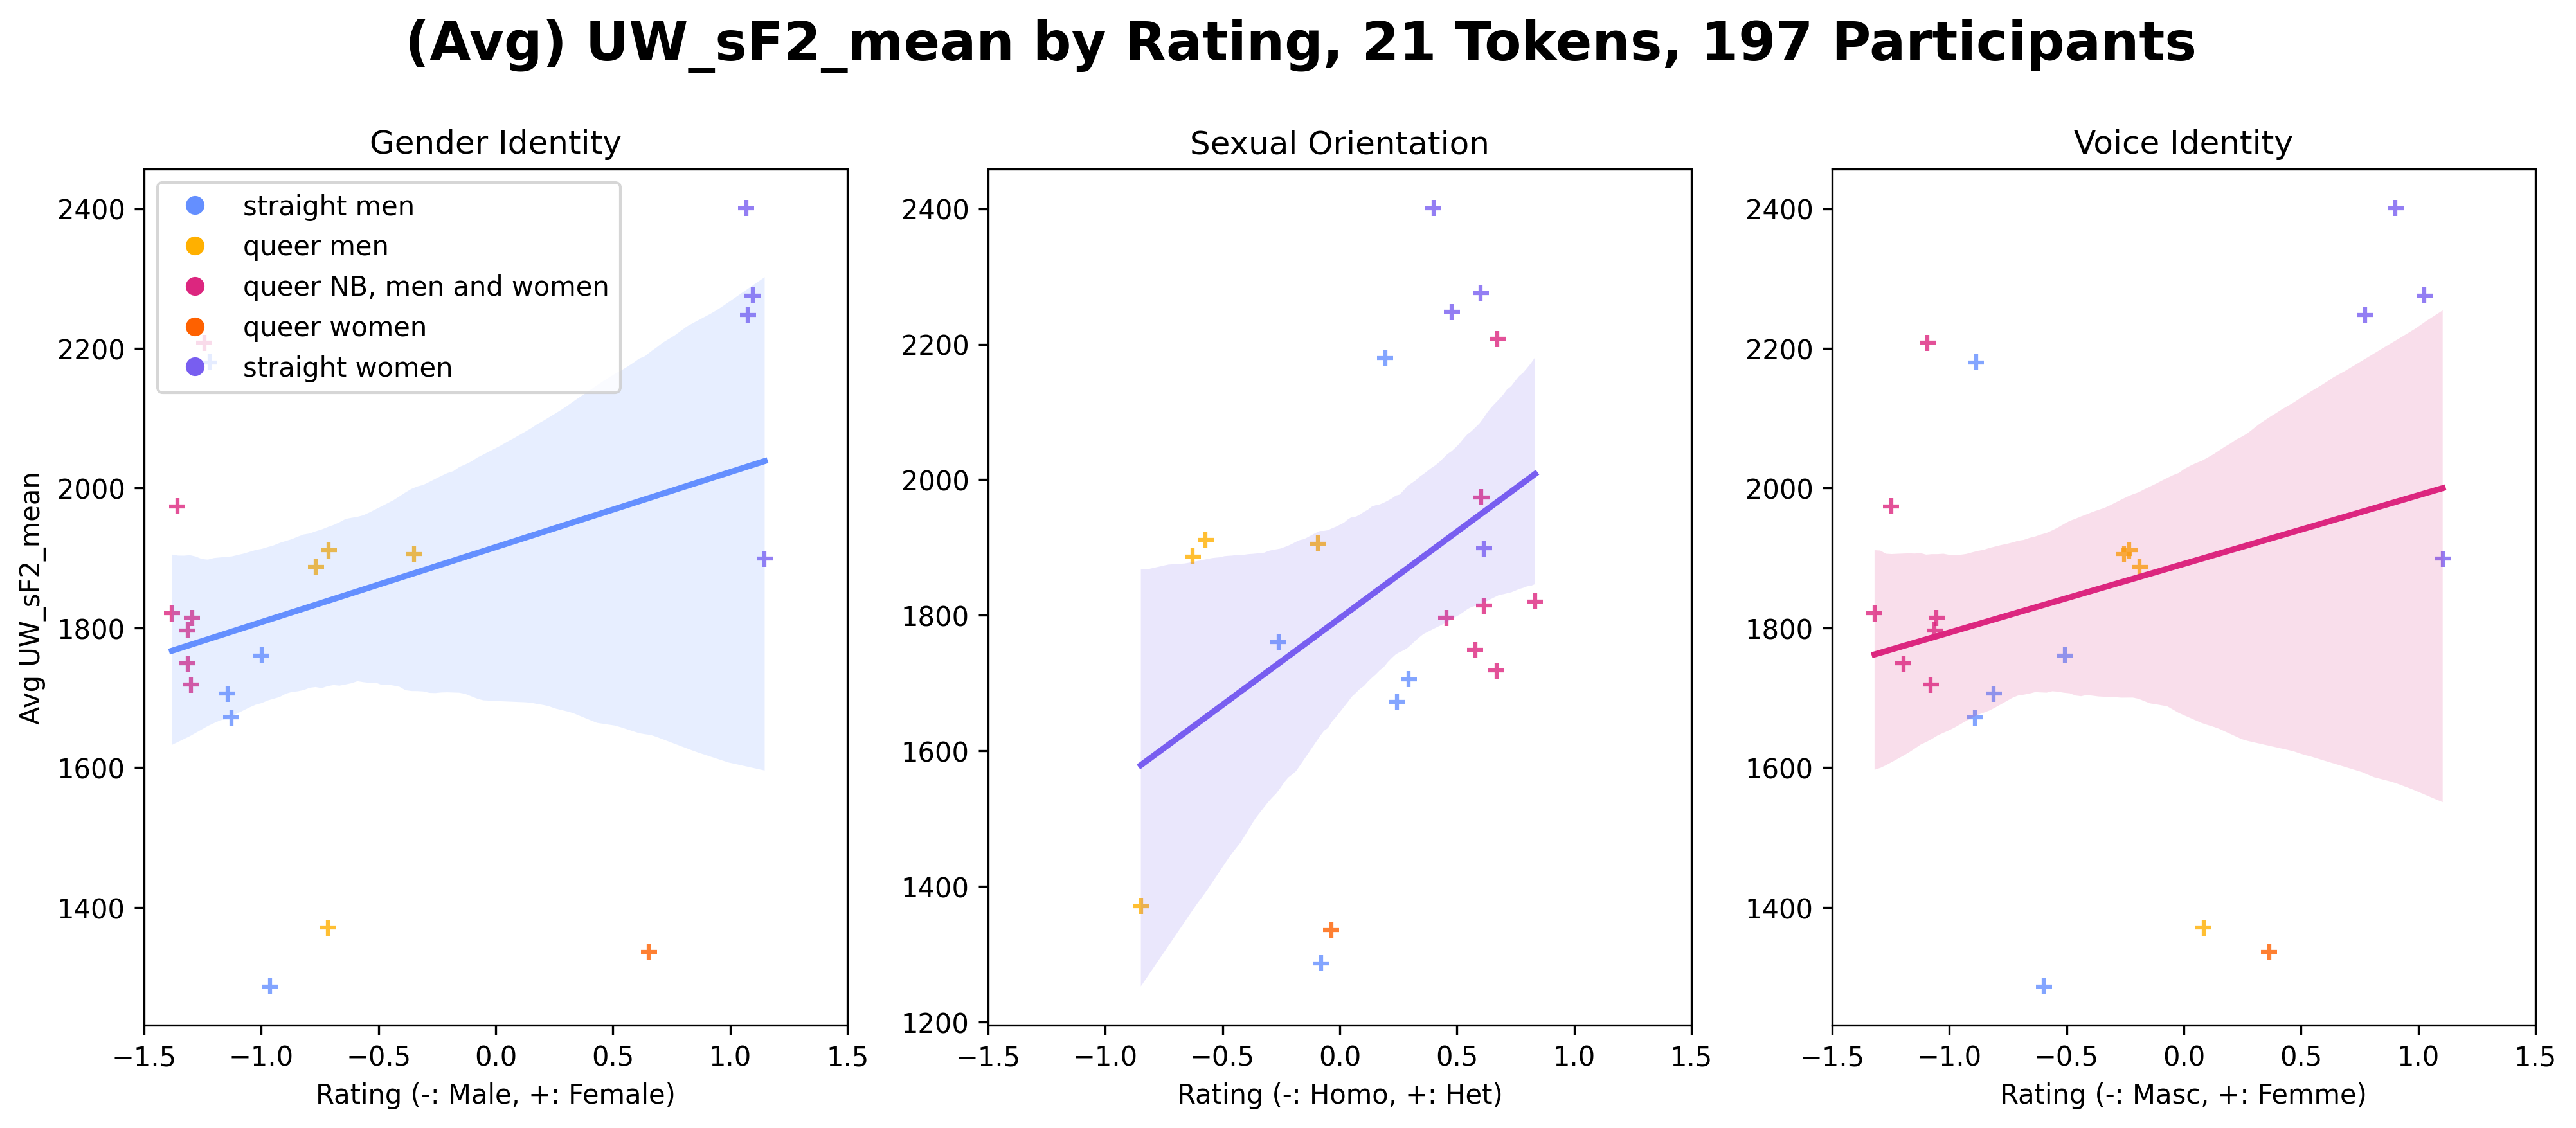 (Avg) UW_sF2_mean by Rating, 21 Tokens, 197 Participants
Gender Identity
straight men
queer men
queer NB, men and women
queer women
straight women
2400
2200
2000
1800
1600
1400
Avg UW_sF2_mean
−1.5 −1.0 −0.5 0.0 0.5 1.0 1.5
Rating (-: Male, +: Female)
Sexual Orientation
2400
2200
2000
1800
1600
1400
1200
−1.5 −1.0 −0.5 0.0 0.5 1.0 1.5
Rating (-: Homo, +: Het)
Voice Identity
2400
2200
2000
1800
1600
1400
−1.5 −1.0 −0.5 0.0 0.5 1.0 1.5
Rating (-: Masc, +: Femme)